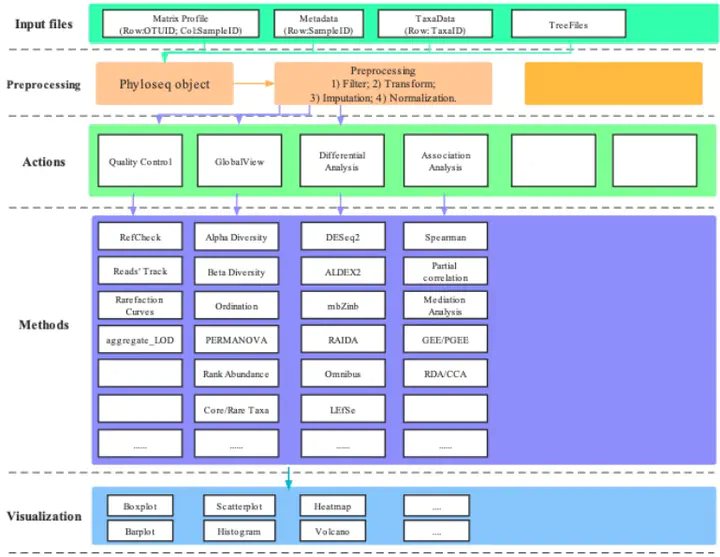 Input files
Matrix Profile
(Row:OTUID; Col:SampleID)
Metadata
(Row:SampleID)
TaxaData
(Row: TaxaID)
TreeFiles
Preprocessing
Phyloseq object
Preprocessing
1) Filter; 2) Transform;
3) Imputation; 4) Normalization.
Actions
Quality Control
GlobalView
Differential
Analysis
Association
Analysis
Methods
RefCheck
Alpha Diversity
DESeq2
Spearman
Reads' Track
Beta Diversity
ALDEX2
Partial
correlation
Rarefaction
Curves
Ordination
mbZinb
Mediation
Analysis
aggregate_LOD
PERMANOVA
RAIDA
GEE/PGEE
Rank Abundance
Omnibus
RDA/CCA
Core/Rare Taxa
LEfSe
......
......
......
......
Visualization
Boxplot
Scatterplot
Heatmap
....
Barplot
Histogram
Volcano
....